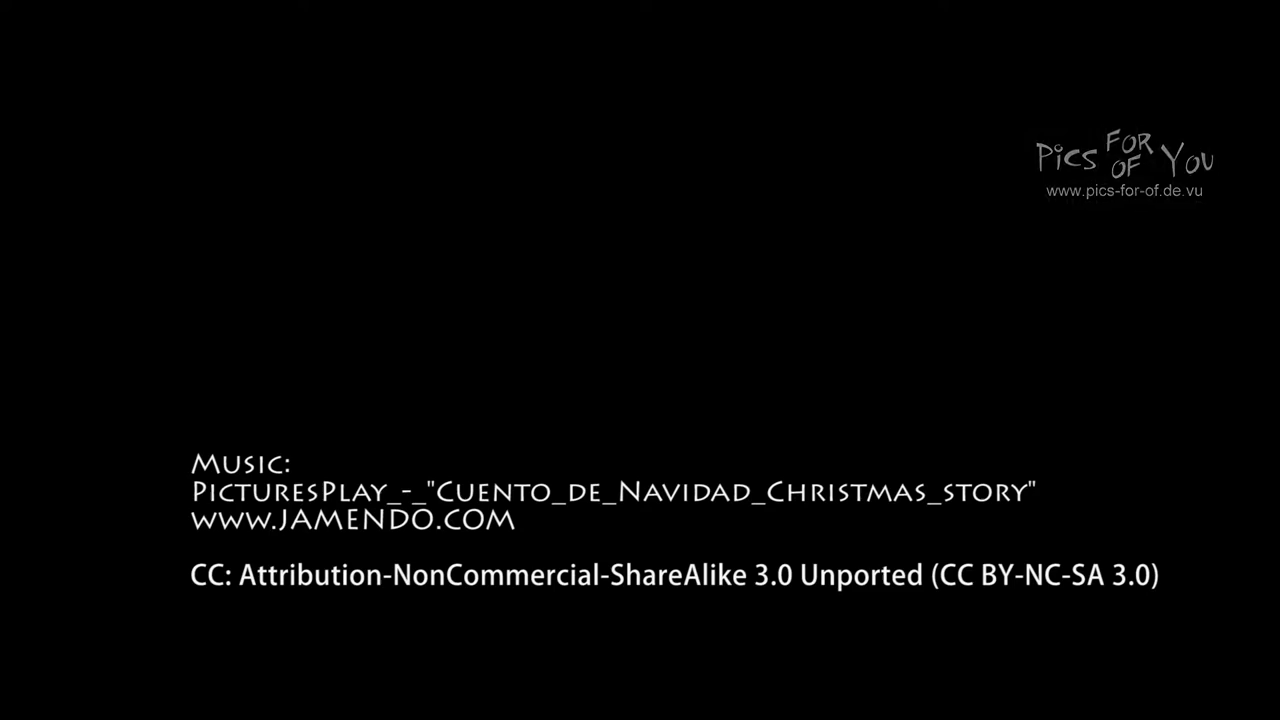 Pics FOR OF You
www.pics-for-of.de.vu
Music:
PicturesPlay_-_"Cuento_de_Navidad_Christmas_story"
www.JAMENDO.COM
CC: Attribution-NonCommercial-ShareAlike 3.0 Unported (CC BY-NC-SA 3.0)